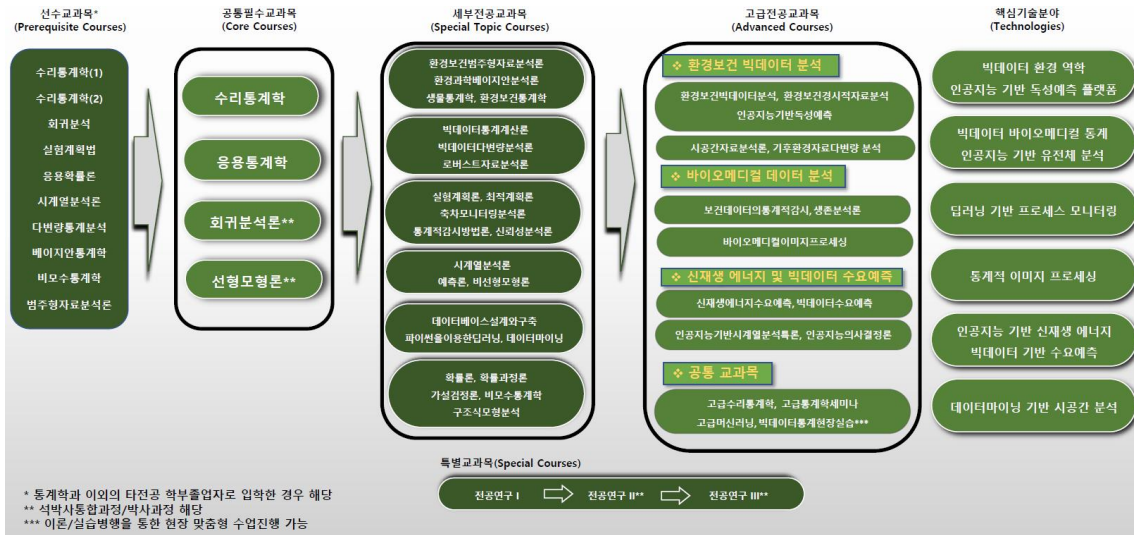 선수교과목*
(Prerequisite Courses)
수리통계학(1)
수리통계학(2)
회귀분석
실험계획법
응용확률론
시계열분석론
다변량통계분석
베이지안통계학
비모수통계학
범주형자료분석론
공통필수교과목
(Core Courses)
수리통계학
응용통계학
회귀분석론**
선형모형론**
세부전공교과목
(Special Topic Courses)
환경보건범주형자료분석론
환경과학베이지안분석론
생물통계학, 환경보건통계학
빅데이터통계계산론
빅데이터다변량분석론
로버스트자료분석론
실험계획론, 최적계획론
축차모니터링분석론
통계적감시방법론, 신뢰성분석론
시계열분석론
예측론, 비선형모형론
데이터베이스설계와구축
파이썬을이용한딥러닝, 데이터마이닝
확률론, 확률과정론
가설검정론, 비모수통계학
구조식모형분석
고급전공교과목
(Advanced Courses)
❖ 환경보건 빅데이터 분석
환경보건빅데이터분석, 환경보건경시적자료분석
인공지능기반독성예측
시공간자료분석론, 기후환경자료다변량 분석
❖ 바이오메디컬 데이터 분석
보건데이터의통계적감시, 생존분석론
바이오메디컬이미지프로세싱
❖ 신재생 에너지 및 빅데이터 수요예측
신재생에너지수요예측, 빅데이터수요예측
인공지능기반시계열분석특론, 인공지능의사결정론
❖ 공통 교과목
고급수리통계학, 고급통계학세미나
고급머신러닝, 빅데이터통계현장실습***
핵심기술분야
(Technologies)
빅데이터 환경 역학
인공지능 기반 독성예측 플랫폼
빅데이터 바이오메디컬 통계
인공지능 기반 유전체 분석
딥러닝 기반 프로세스 모니터링
통계적 이미지 프로세싱
인공지능 기반 신재생 에너지
빅데이터 기반 수요예측
데이터마이닝 기반 시공간 분석
특별교과목(Special Courses)
전공연구 I
전공연구 II**
전공연구 III**
* 통계학과 이외의 타전공 학부졸업자로 입학한 경우 해당
** 석박사통합과정/박사과정 해당
*** 이론/실습병행을 통한 현장 맞춤형 수업진행 가능